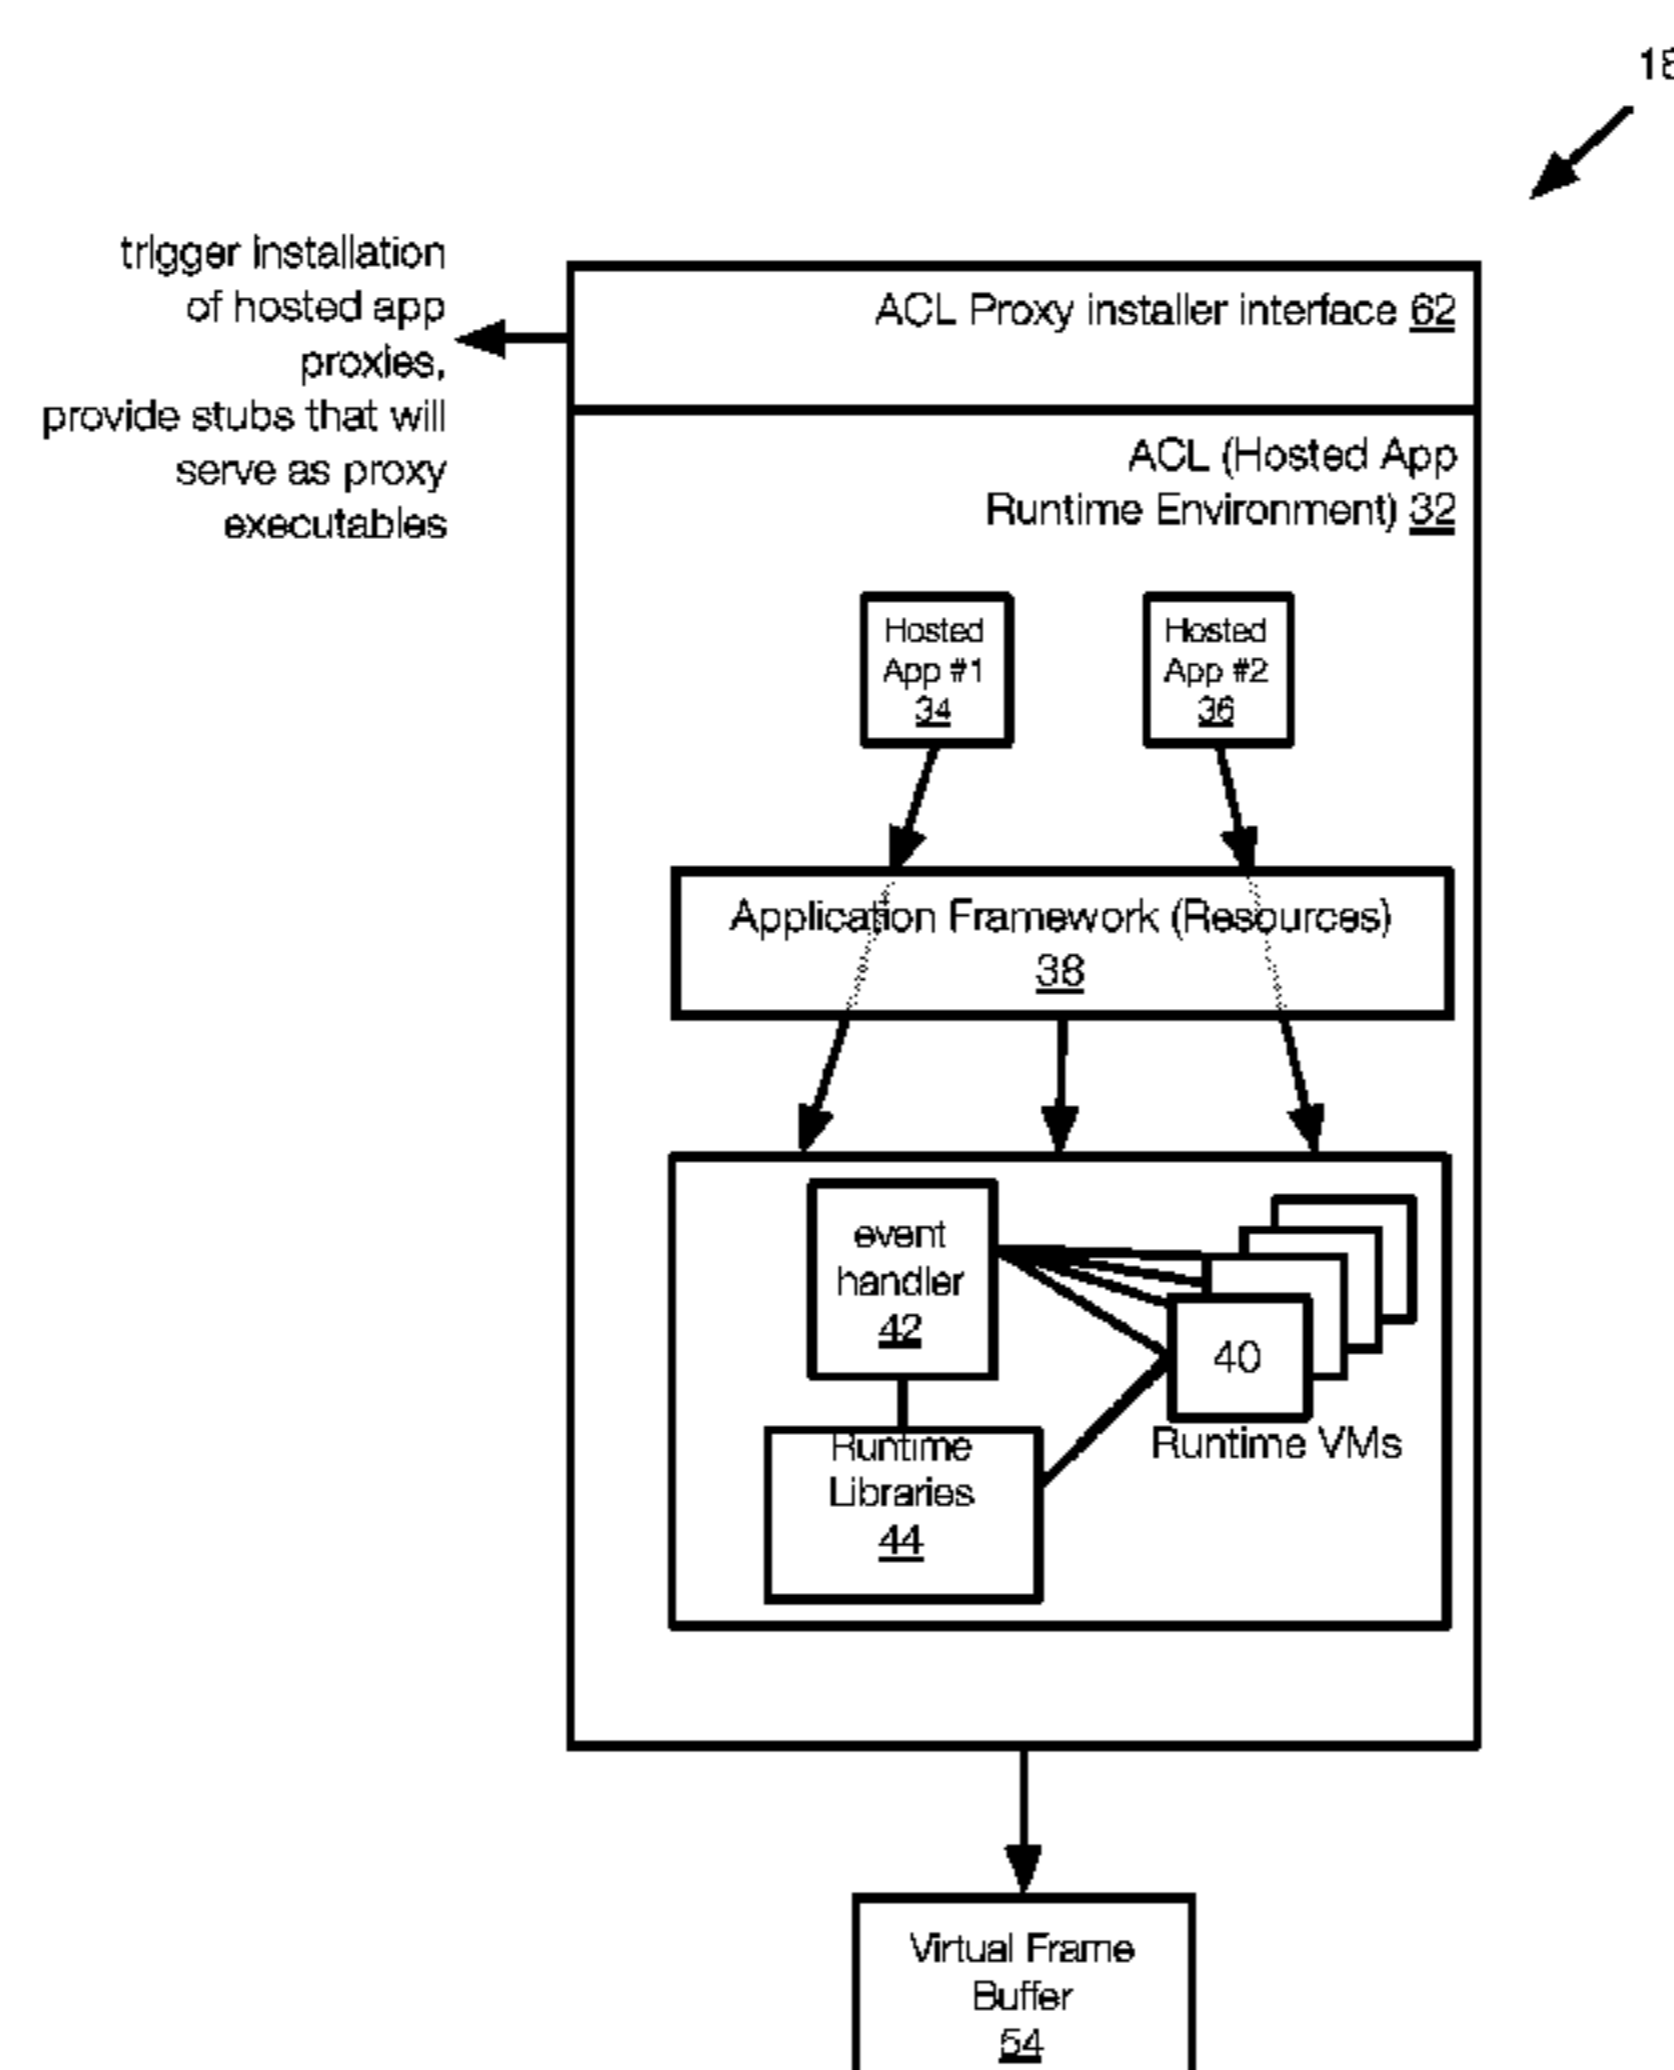 18
trigger installation
of hosted app
proxies,
provide stubs that will
serve as proxy
executables
ACL Proxy installer interface 62
ACL (Hosted App
Runtime Environment) 32
Hosted
App #1
34
Hosted
App #2
36
Application Framework (Resources)
38
event
handler
42
40
Runtime VMs
Runtime
Libraries
44
Virtual Frame
Buffer
54